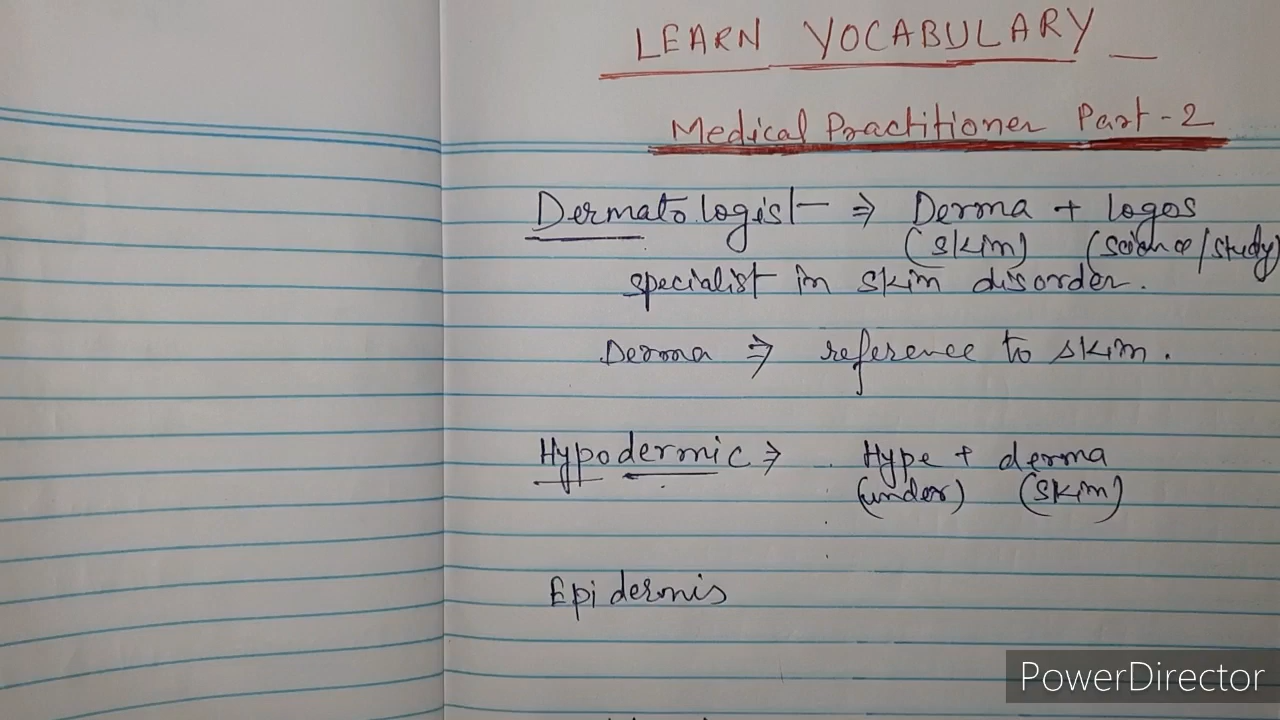 LEARN VOCABULARY
Medical Practitioner Part-2
Dermatologist ⇒ Derma + logos
(skin) (science/study)
specialist in skin disorder.
Derma ⇒ reference to skin.
Hypodermic ⇒ Hype + derma
(under) (skin)
Epidermis
PowerDirector